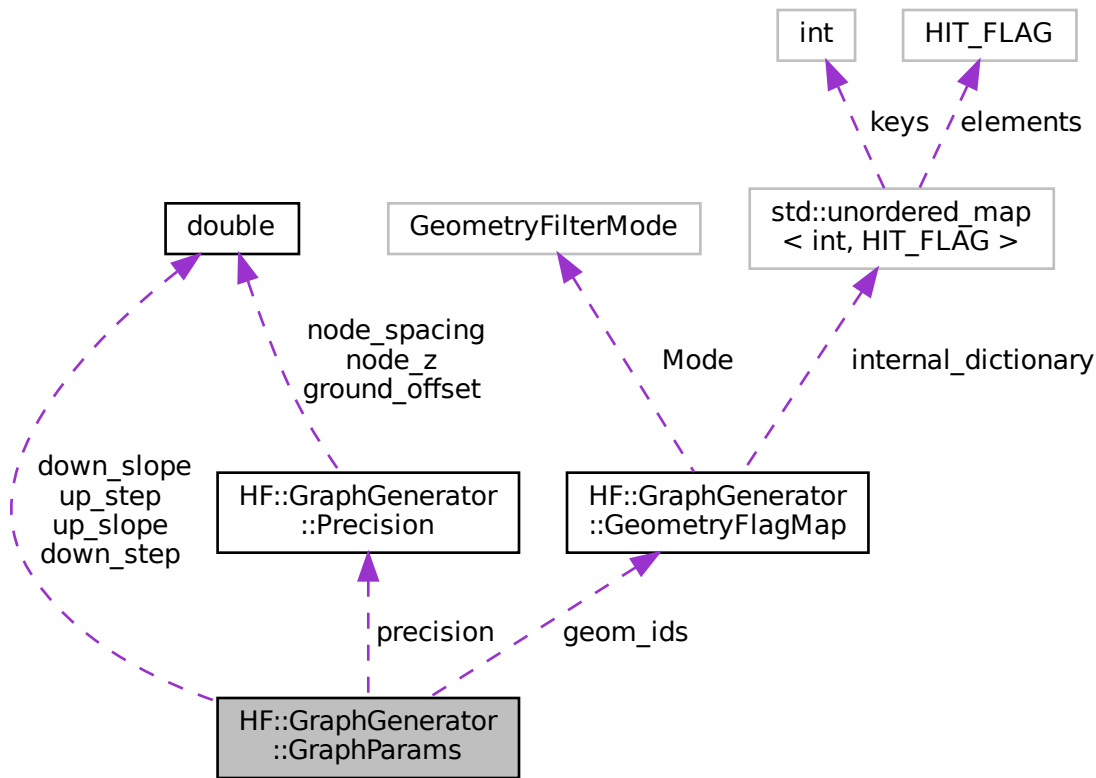 int
HIT_FLAG
keys
elements
double
GeometryFilterMode
std::unordered_map
< int, HIT_FLAG >
node_spacing
node_z
ground_offset
Mode
internal_dictionary
down_slope
up_step
up_slope
down_step
HF::GraphGenerator
::Precision
HF::GraphGenerator
::GeometryFlagMap
precision
geom_ids
HF::GraphGenerator
::GraphParams